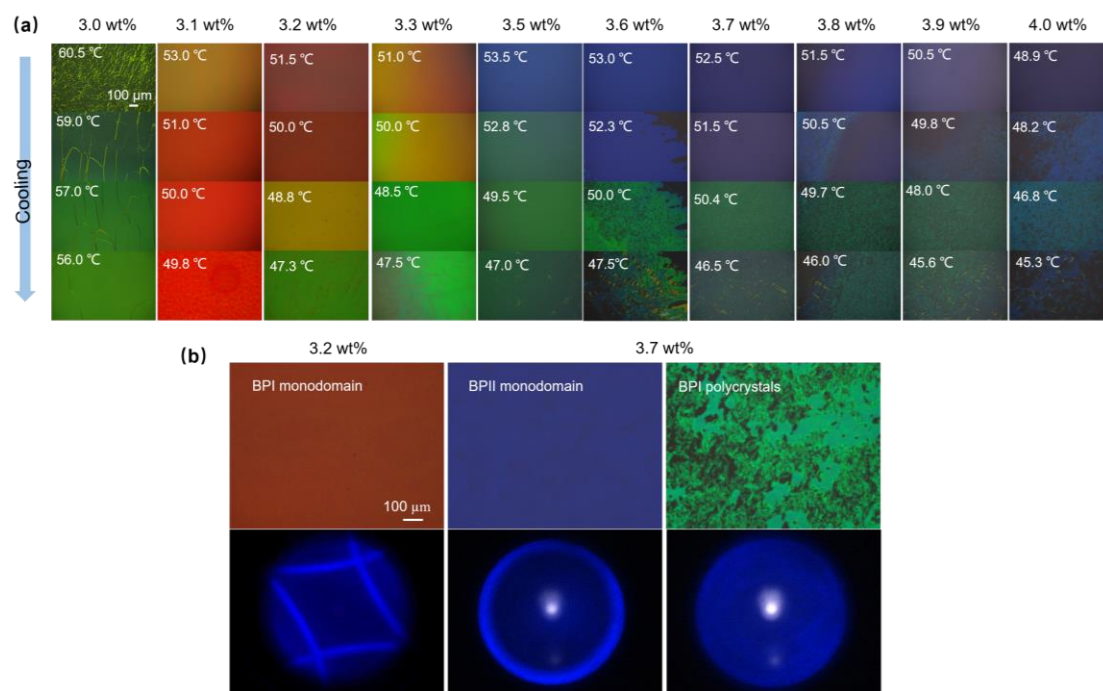 (a)
3.0 wt% 3.1 wt% 3.2 wt% 3.3 wt% 3.5 wt% 3.6 wt% 3.7 wt% 3.8 wt% 3.9 wt% 4.0 wt%
Cooling
60.5 ℃ 53.0 ℃ 51.5 ℃ 51.0 ℃ 53.5 ℃ 53.0 ℃ 52.5 ℃ 51.5 ℃ 50.5 ℃ 48.9 ℃
100 µm
59.0 ℃ 51.0 ℃ 50.0 ℃ 50.0 ℃ 52.8 ℃ 52.3 ℃ 51.5 ℃ 50.5 ℃ 49.8 ℃ 48.2 ℃
57.0 ℃ 50.0 ℃ 48.8 ℃ 48.5 ℃ 49.5 ℃ 50.0 ℃ 50.4 ℃ 49.7 ℃ 48.0 ℃ 46.8 ℃
56.0 ℃ 49.8 ℃ 47.3 ℃ 47.5 ℃ 47.0 ℃ 47.5℃ 46.5 ℃ 46.0 ℃ 45.6 ℃ 45.3 ℃
(b)
3.2 wt% 3.7 wt%
BPI monodomain BPII monodomain BPI polycrystals
100 µm